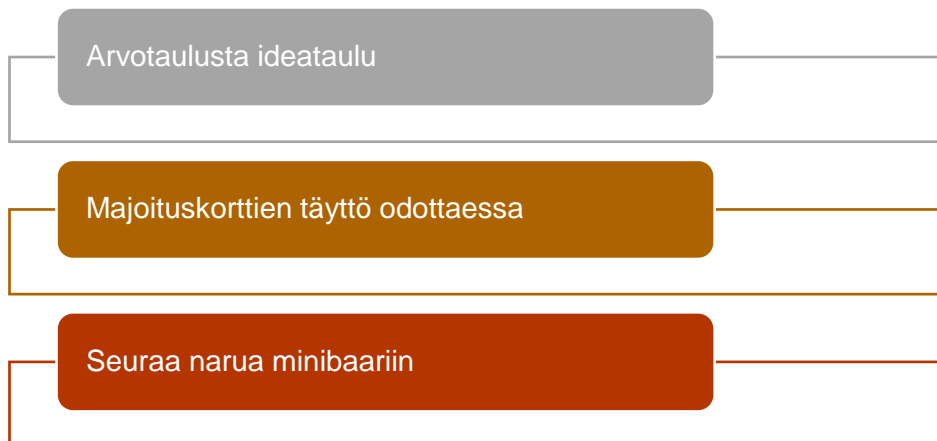 Arvotaulusta ideataulu
Majoituskorttien täyttö odottaessa
Seuraa narua minibaariin